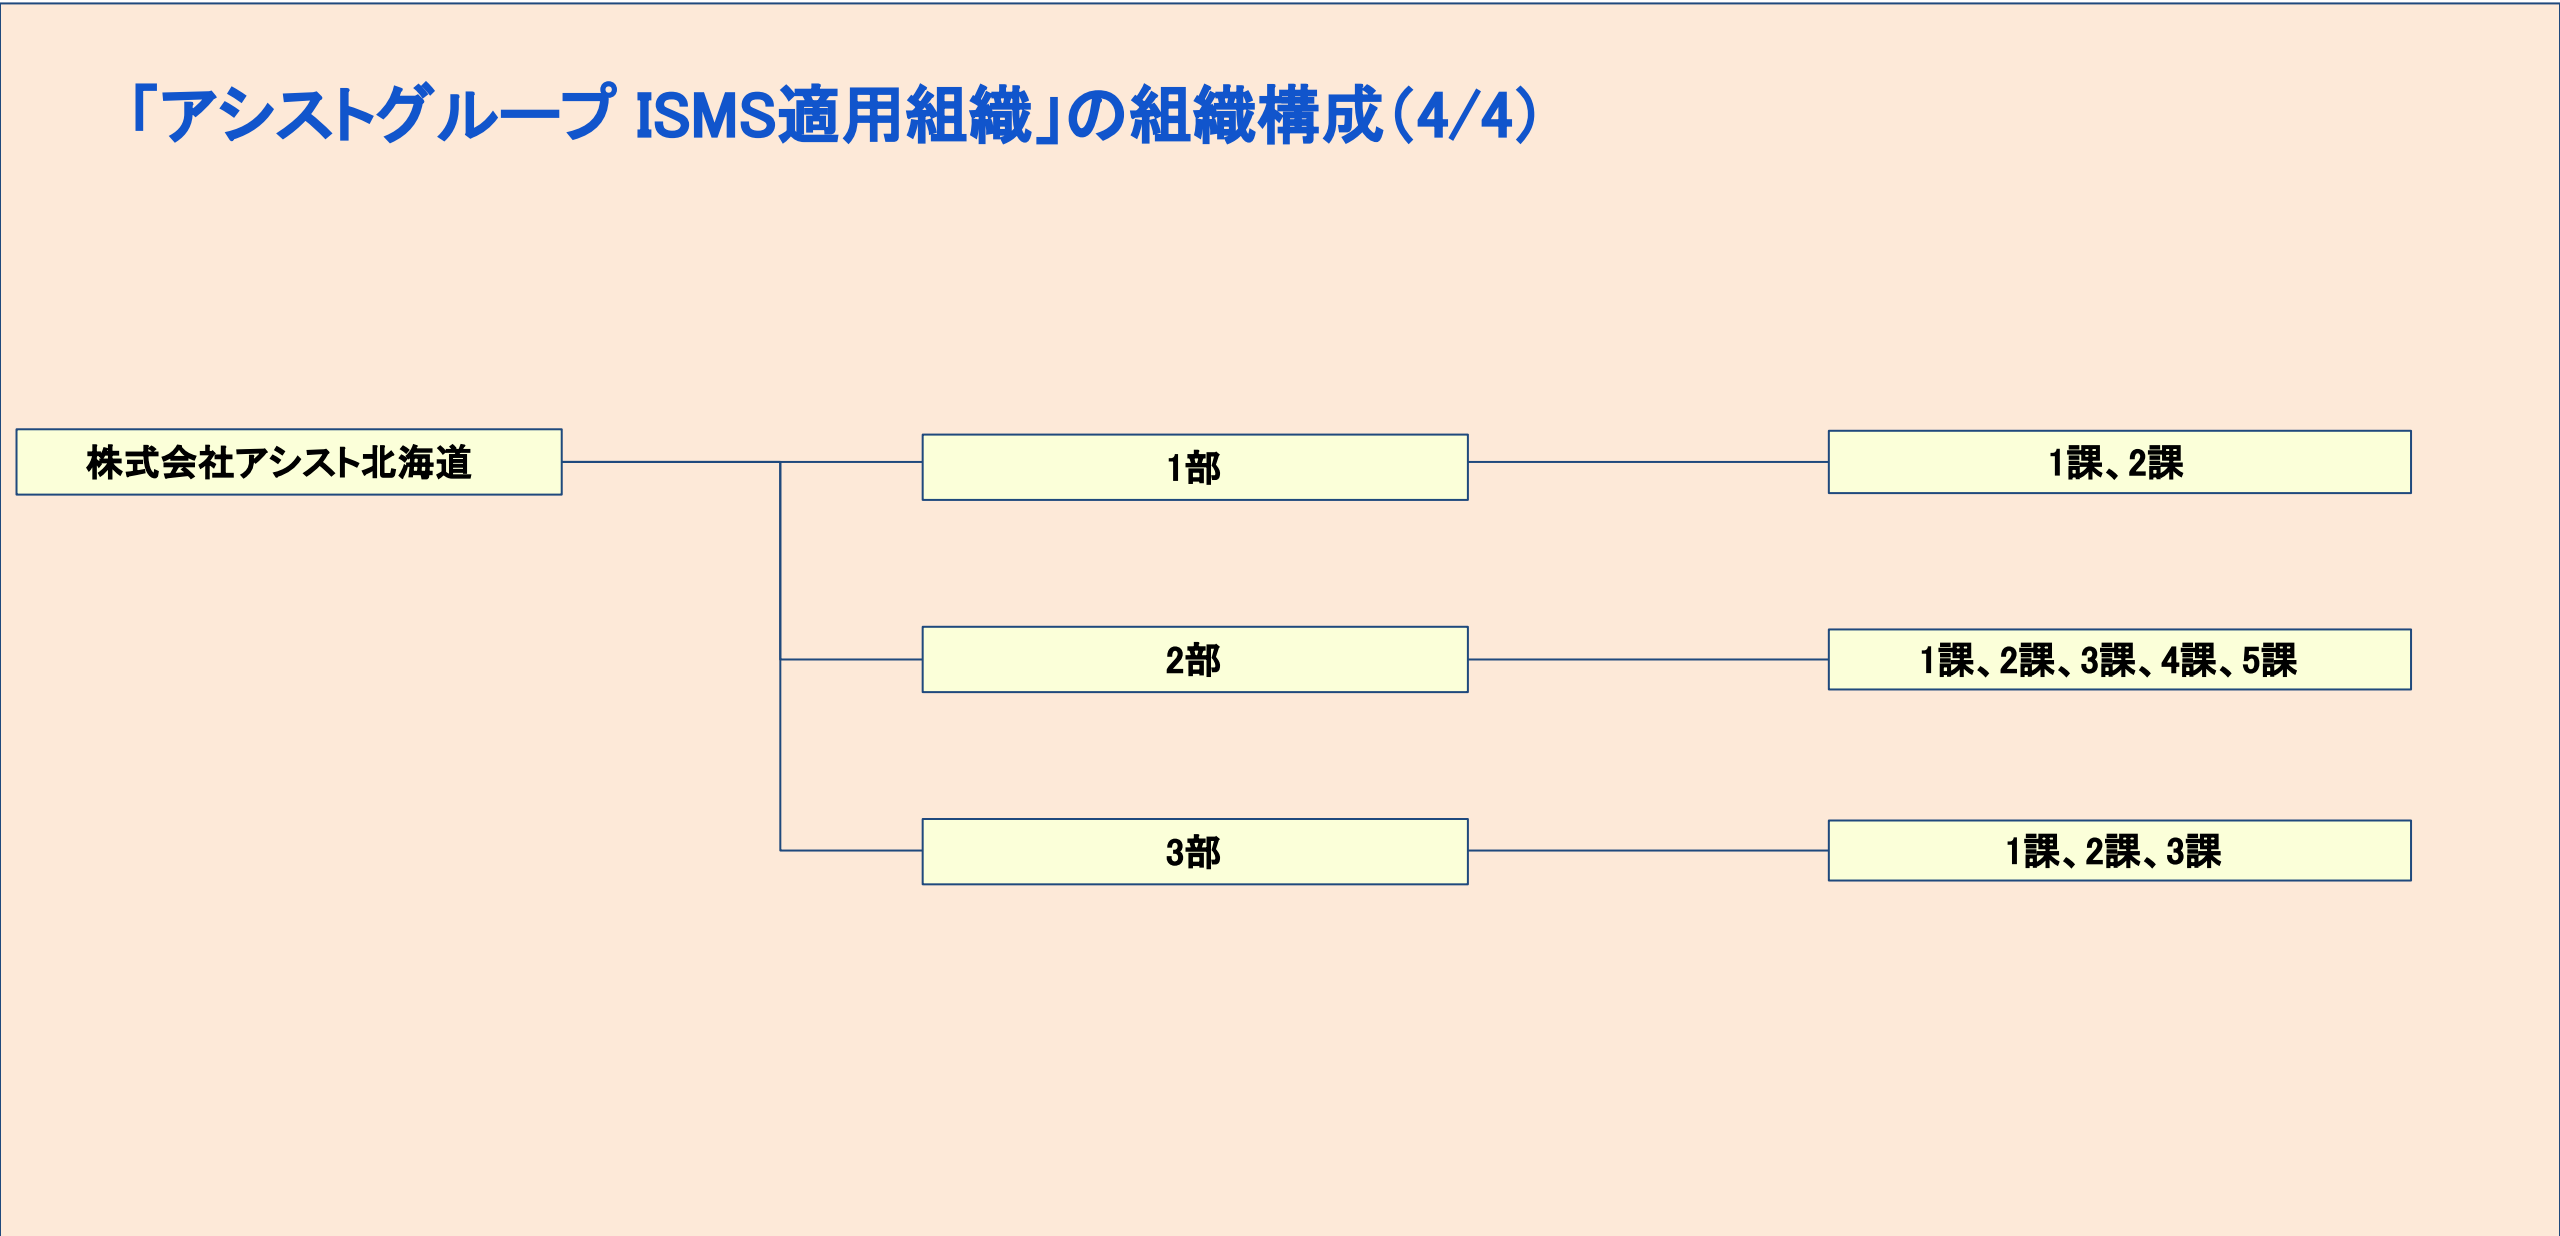 「アシストグループ ISMS適用組織」の組織構成（4/4）
株式会社アシスト北海道
1部
1課、2課
2部
1課、2課、3課、4課、5課
3部
1課、2課、3課